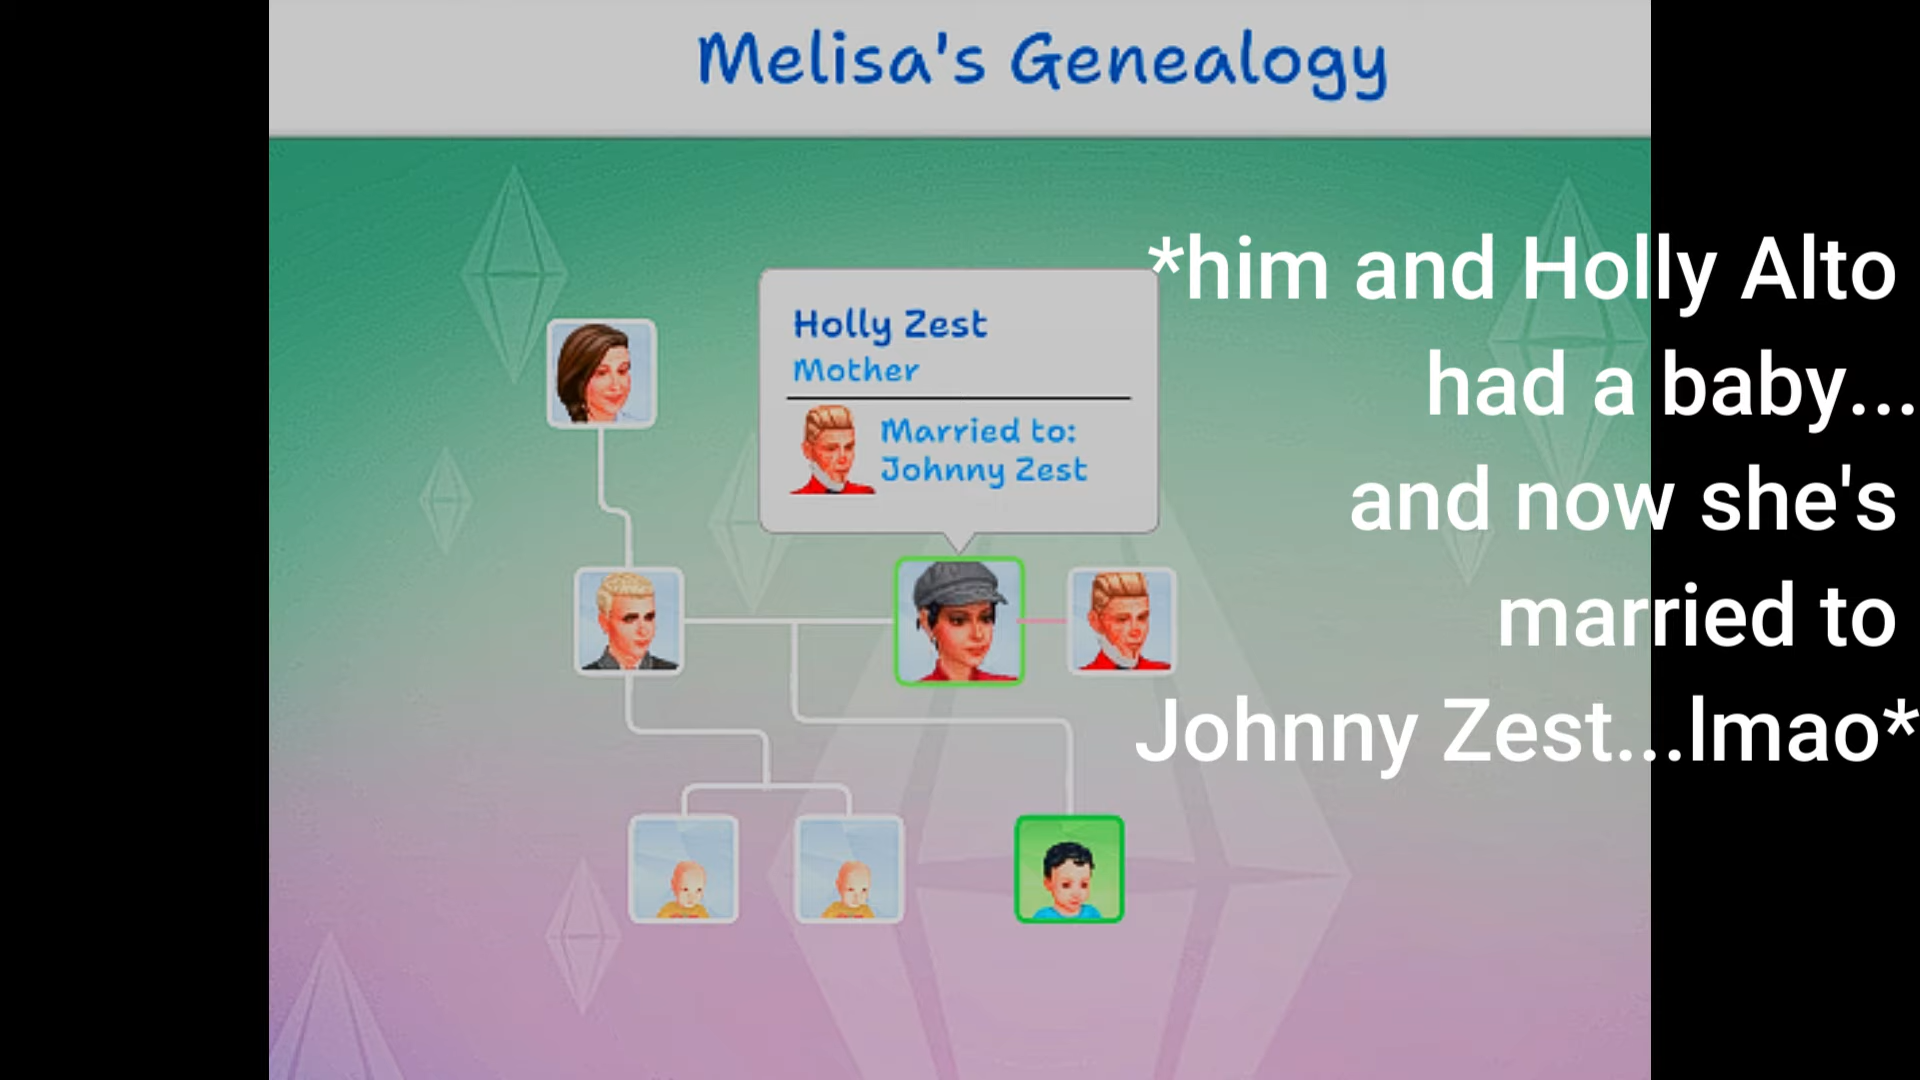 Melisa's Genealogy
Holly Zest
Mother
Married to:
Johnny Zest
*him and Holly Alto
had a baby...
and now she's
married to
Johnny Zest...lmao*